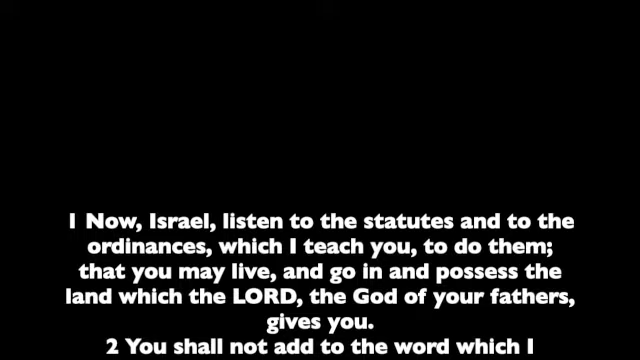 1 Now, Israel, listen to the statutes and to the
ordinances, which I teach you, to do them;
that you may live, and go in and possess the
land which the LORD, the God of your fathers,
gives you.
2 You shall not add to the word which I